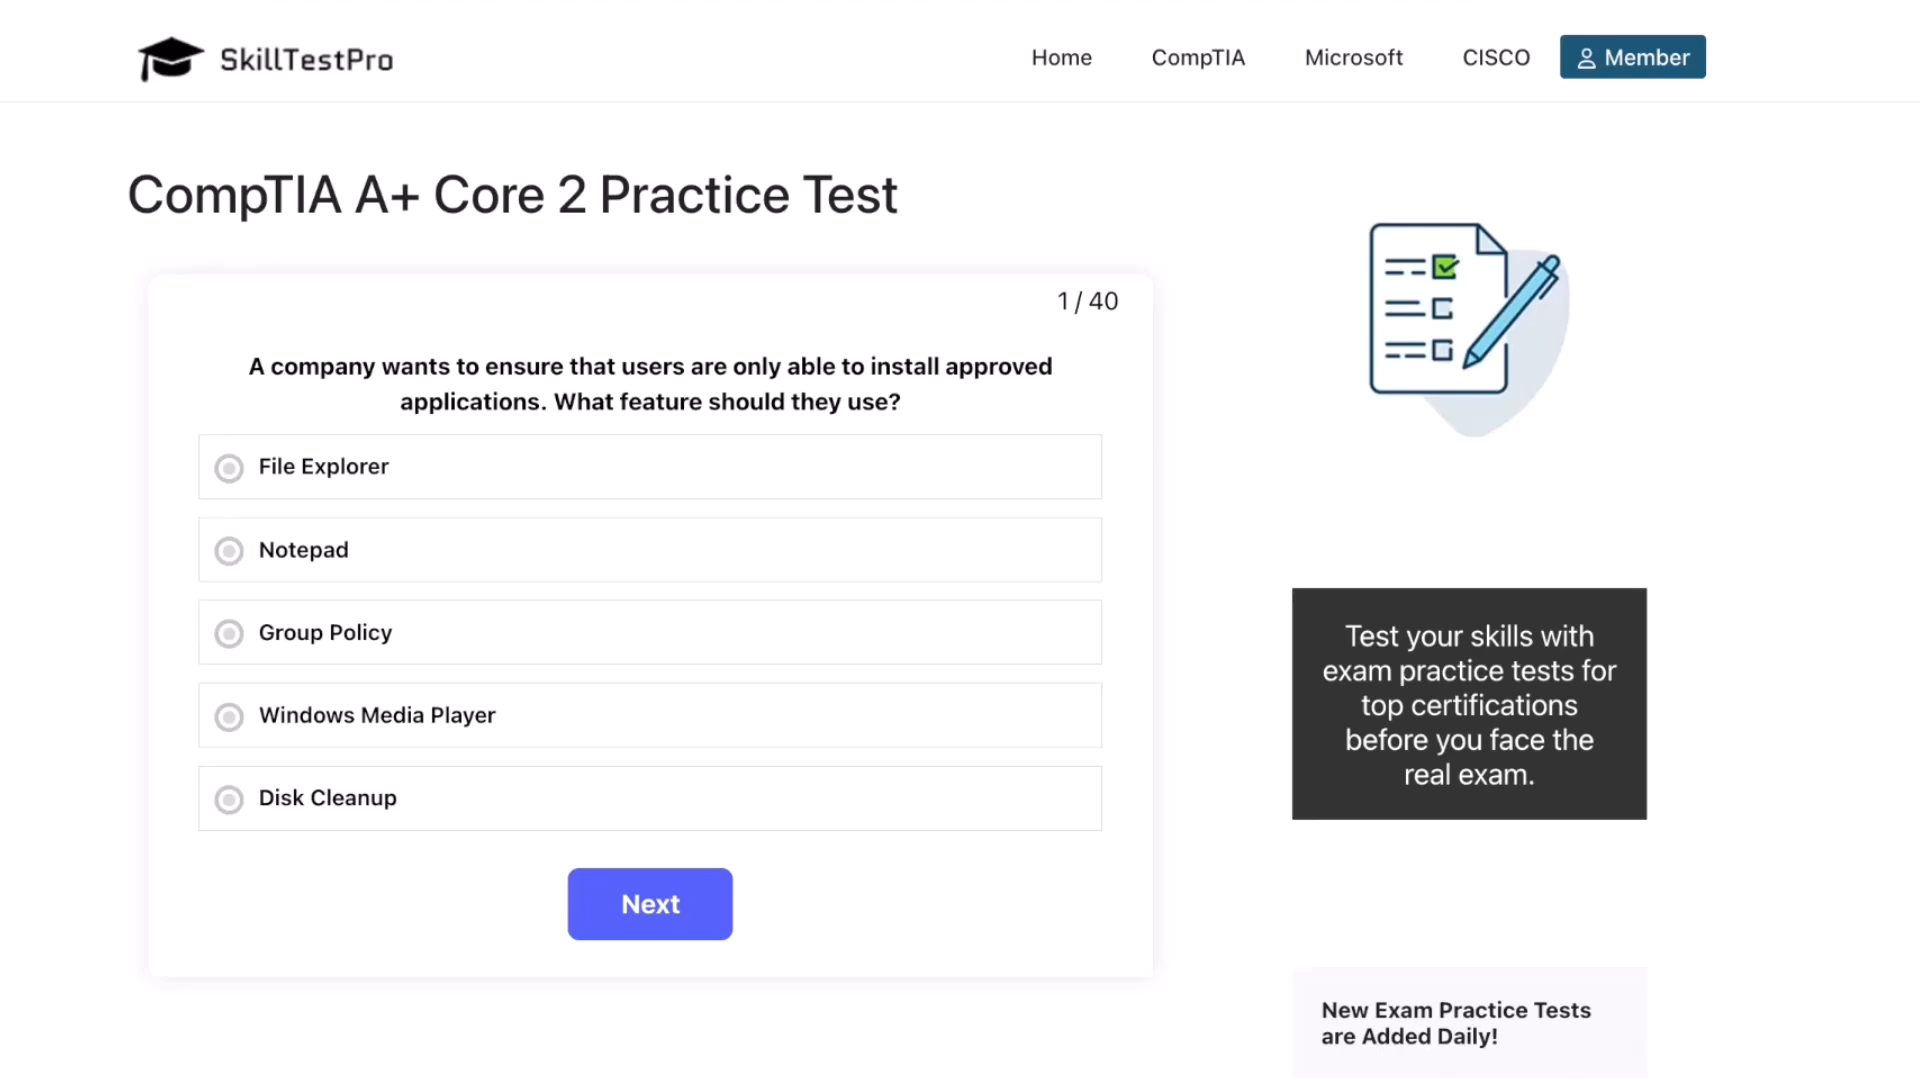 SkillTestPro
Home
CompTIA
Microsoft
CISCO
Member
CompTIA A+ Core 2 Practice Test
1 / 40
A company wants to ensure that users are only able to install approved
applications. What feature should they use?
File Explorer
Notepad
Group Policy
Windows Media Player
Disk Cleanup
Next
Test your skills with
exam practice tests for
top certifications
before you face the
real exam.
New Exam Practice Tests
are Added Daily!